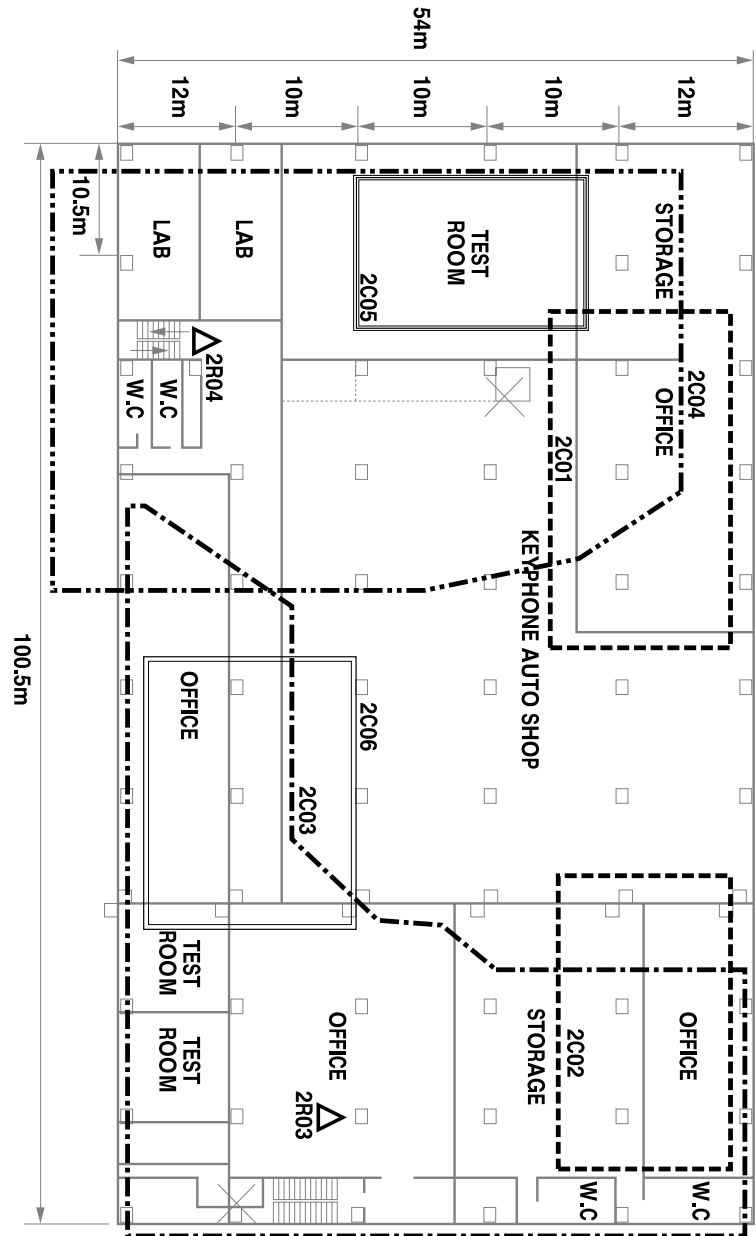 54m
12m
10m
10m
10m
12m
10.5m
100.5m
LAB
LAB
TEST
ROOM
2C05
STORAGE
2R04
W.C
W.C
2C04
OFFICE
2C01
KEYPHONE AUTO SHOP
OFFICE
2C06
2C03
TEST
ROOM
TEST
ROOM
OFFICE
2R03
STORAGE
2C02
OFFICE
W.C
W.C